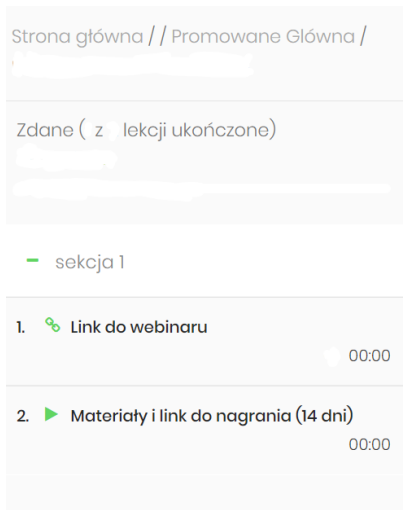 Strona główna / / Promowane Glówna /
Zdane ( z lekcji ukończone)
sekcja 1
1. Link do webinaru
00:00
2. Materiały i link do nagrania (14 dni)
00:00